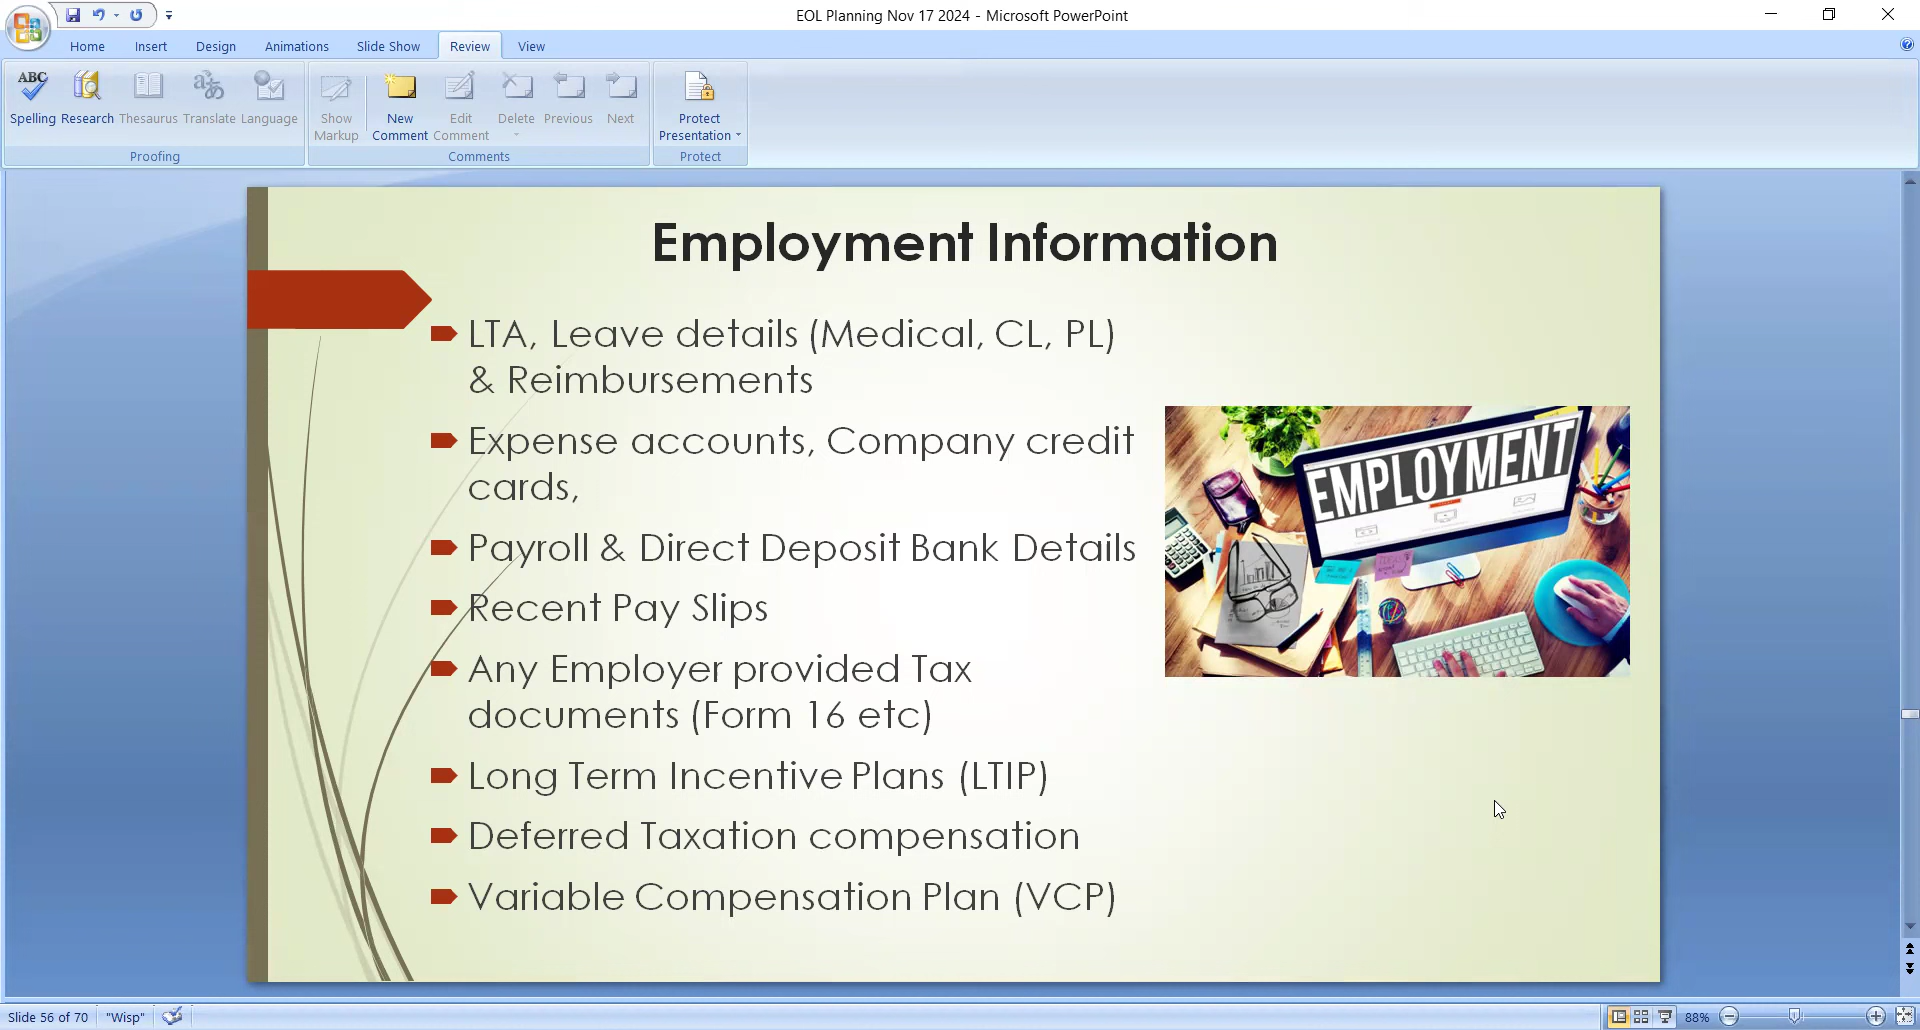 EOL Planning Nov 17 2024 - Microsoft PowerPoint
Home Insert Design Animations Slide Show Review View
ABC
Spelling Research Thesaurus Translate Language
Show Markup
New Comment
Edit Comment
Delete Previous Next
Protect Presentation
Proofing Comments Protect
Employment Information
LTA, Leave details (Medical, CL, PL)
& Reimbursements
Expense accounts, Company credit
cards,
Payroll & Direct Deposit Bank Details
Recent Pay Slips
Any Employer provided Tax
documents (Form 16 etc)
Long Term Incentive Plans (LTIP)
Deferred Taxation compensation
Variable Compensation Plan (VCP)
EMPLOYMENT
Slide 56 of 70 "Wisp" 88%